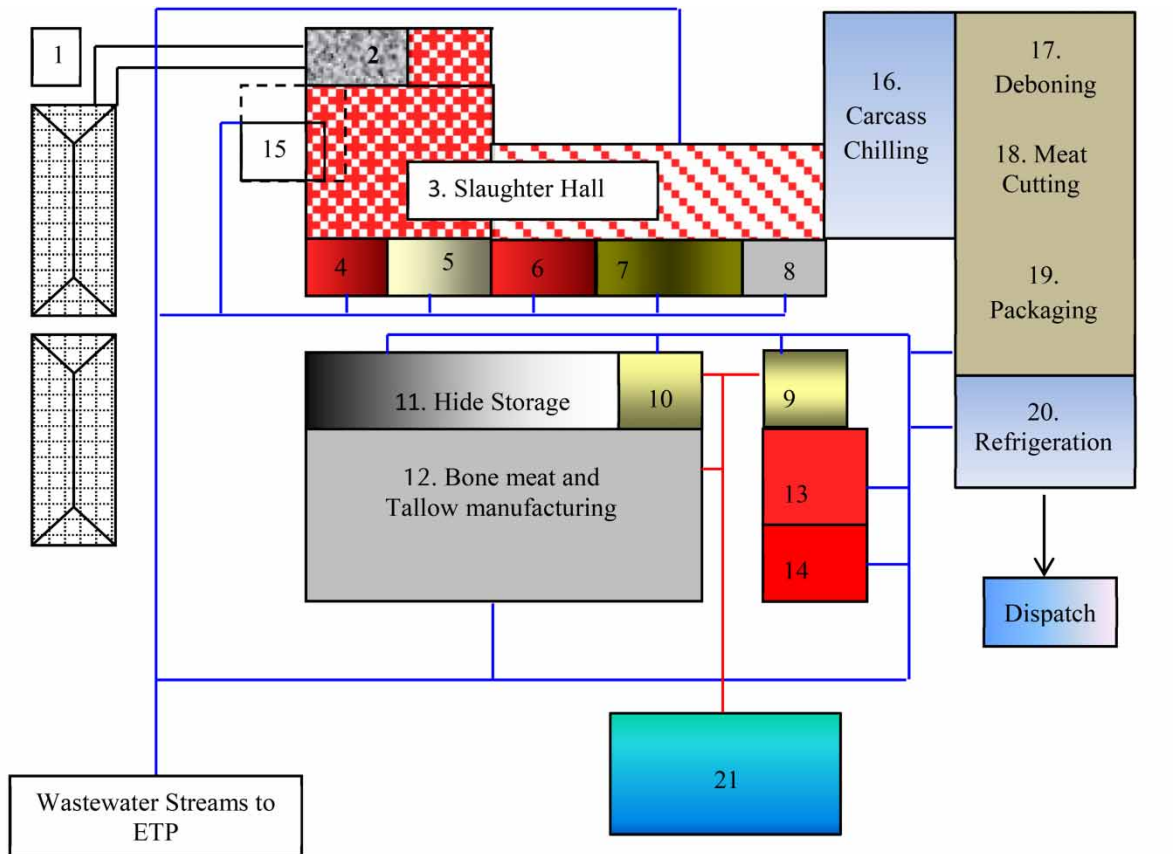 1
2
15
3. Slaughter Hall
4
5
6
7
8
16.
Carcass
Chilling
17.
Deboning
18. Meat
Cutting
19.
Packaging
11. Hide Storage
10
9
12. Bone meat and
Tallow manufacturing
13
14
20.
Refrigeration
Dispatch
21
Wastewater Streams to
ETP